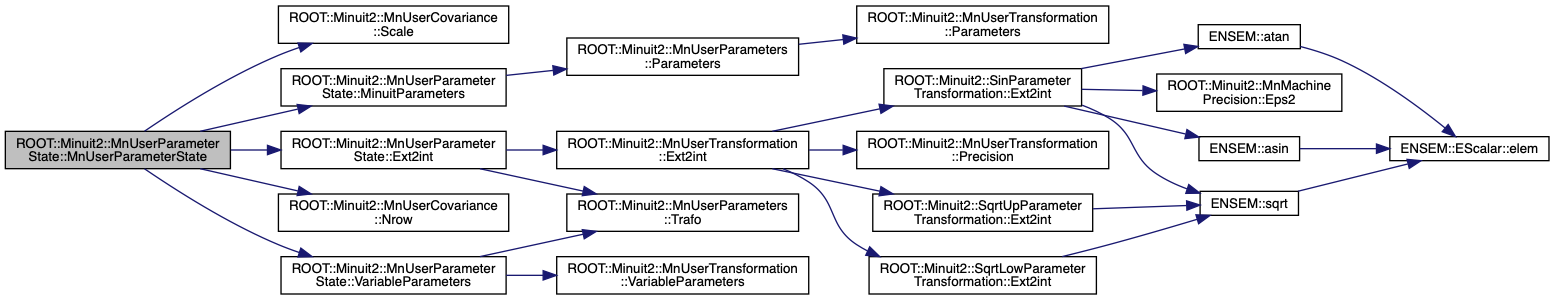 ROOT::Minuit2::MnUserParameter
State::MnUserParameterState
ROOT::Minuit2::MnUserCovariance
::Scale
ROOT::Minuit2::MnUserParameter
State::MinuitParameters
ROOT::Minuit2::MnUserParameter
State::Ext2int
ROOT::Minuit2::MnUserCovariance
::Nrow
ROOT::Minuit2::MnUserParameter
State::VariableParameters
ROOT::Minuit2::MnUserParameters
::Parameters
ROOT::Minuit2::MnUserTransformation
::Ext2int
ROOT::Minuit2::MnUserParameters
::Trafo
ROOT::Minuit2::MnUserTransformation
::VariableParameters
ROOT::Minuit2::MnUserTransformation
::Parameters
ROOT::Minuit2::SinParameter
Transformation::Ext2int
ROOT::Minuit2::MnUserTransformation
::Precision
ROOT::Minuit2::SqrtUpParameter
Transformation::Ext2int
ROOT::Minuit2::SqrtLowParameter
Transformation::Ext2int
ENSEM::atan
ROOT::Minuit2::MnMachine
Precision::Eps2
ENSEM::asin
ENSEM::sqrt
ENSEM::EScalar::elem